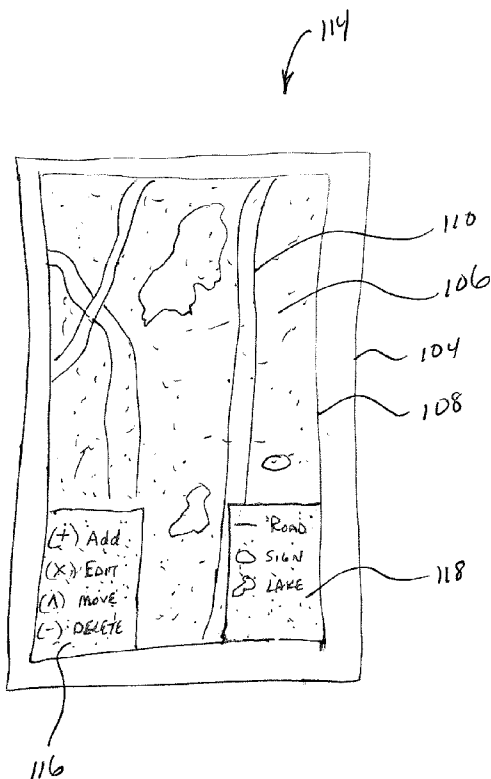 114
110
106
104
108
(+) Add
(X) EDIT
(Λ) MOVE
(-) DELETE
ROAD
SIGN
LAKE
118
116